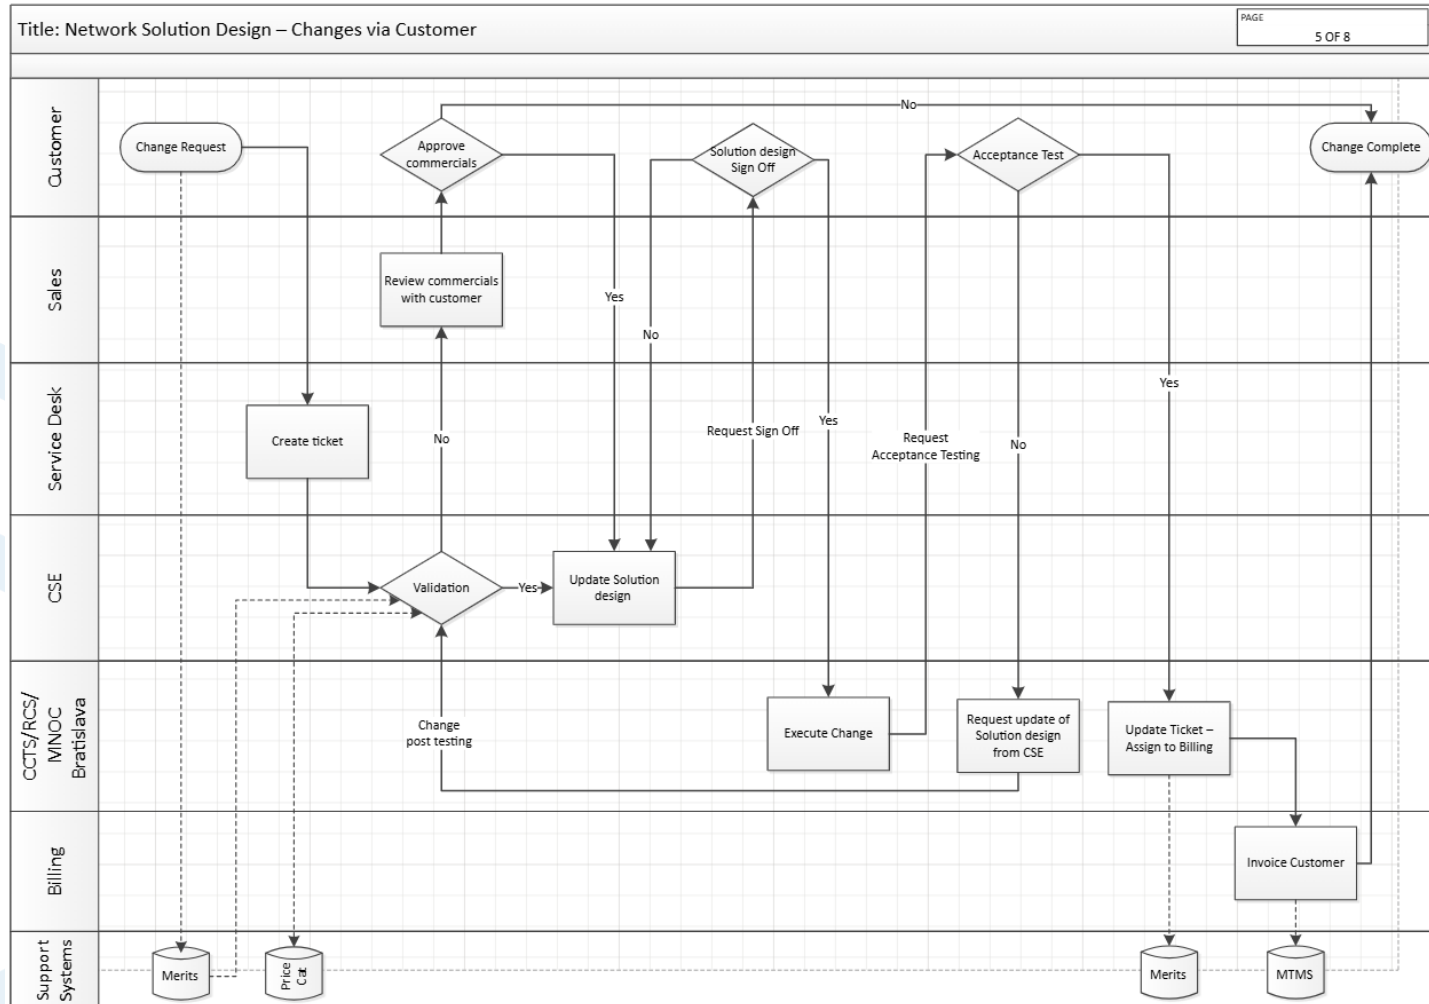 Title: Network Solution Design – Changes via Customer
PAGE
5 OF 8
Customer
Change Request
Approve
commercials
No
Solution design
Sign Off
Acceptance Test
Change Complete
Sales
Review commercials
with customer
Yes
No
Service Desk
Create ticket
No
Request Sign Off
Yes
Request
Acceptance Testing
No
Yes
CSE
Validation
Yes
Update Solution
design
CCTS/RCS/
MNOC
Bratislava
Change
post testing
Execute Change
Request update of
Solution design
from CSE
Update Ticket –
Assign to Billing
Billing
Invoice Customer
Support
Systems
Merits
Price
Cat
Merits
MTMS